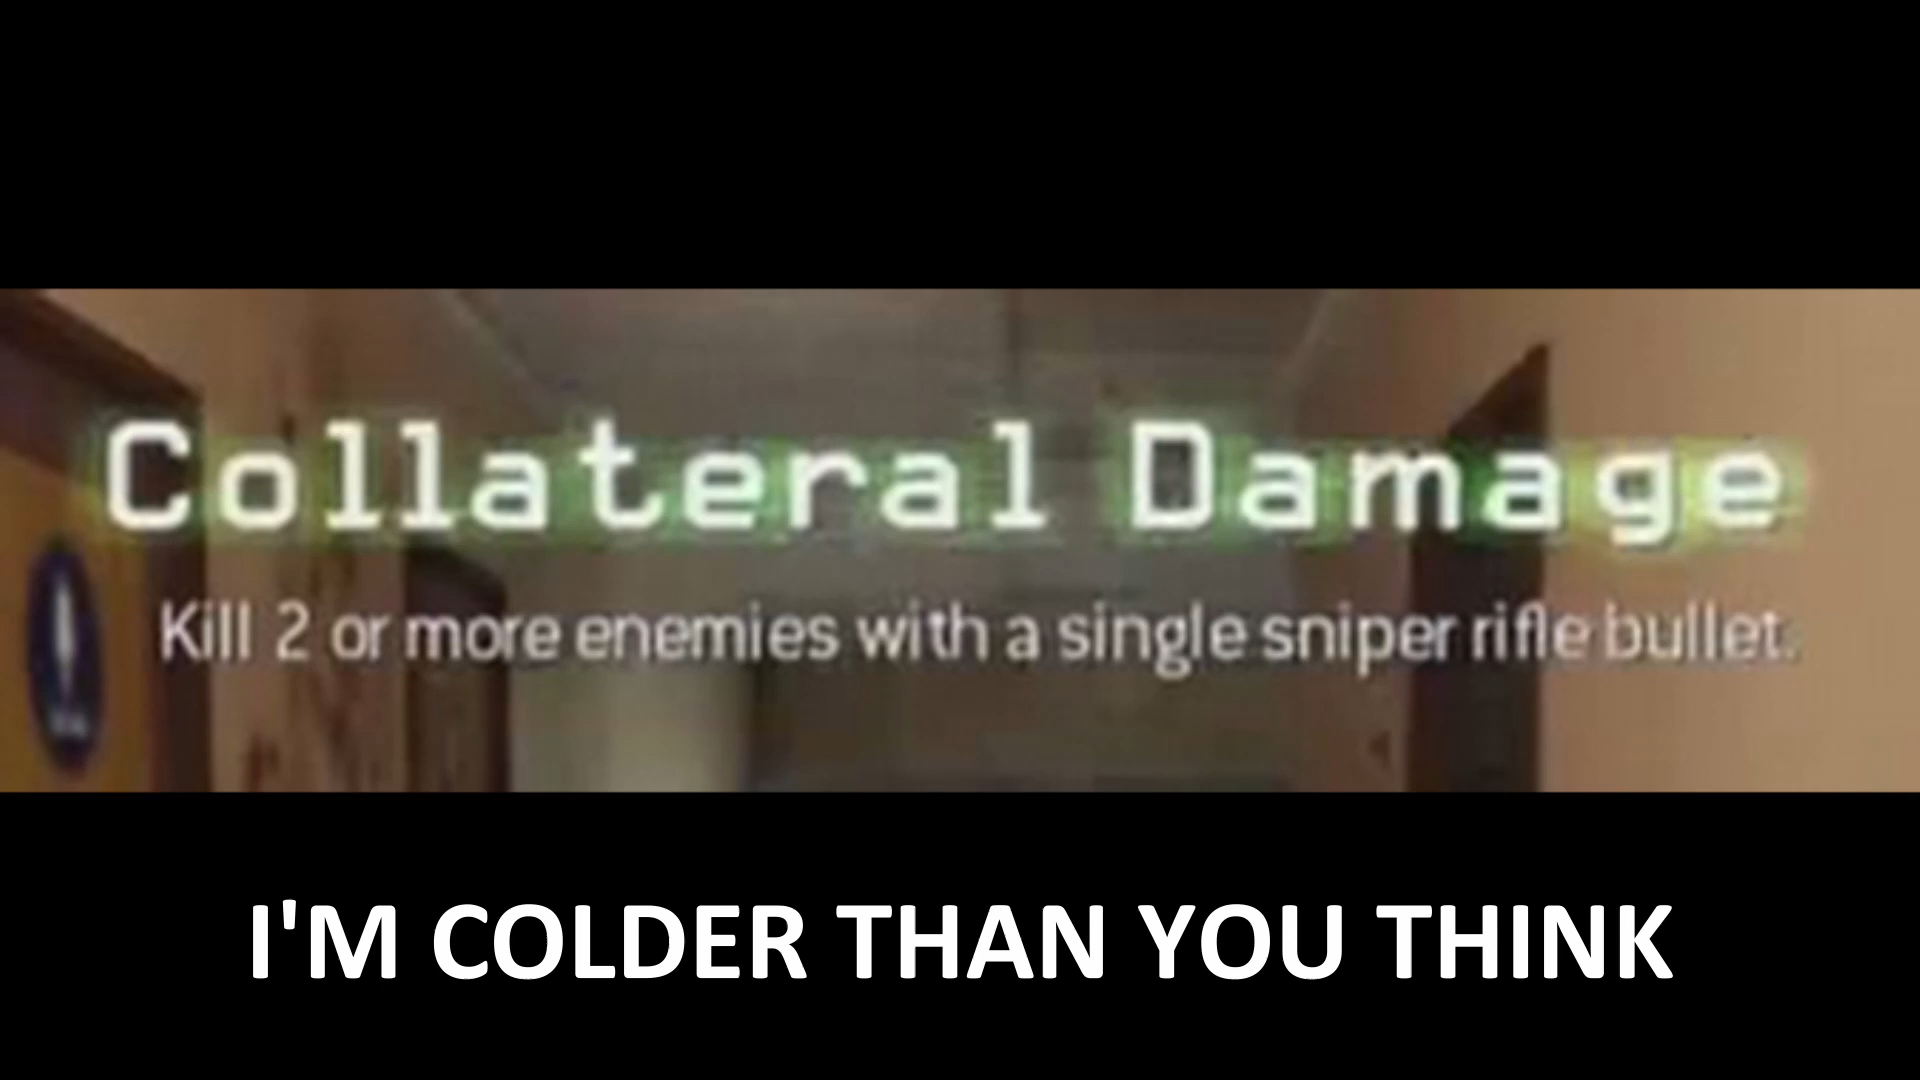 Collateral Damage
Kill 2 or more enemies with a single sniper rifle bullet.
I'M COLDER THAN YOU THINK